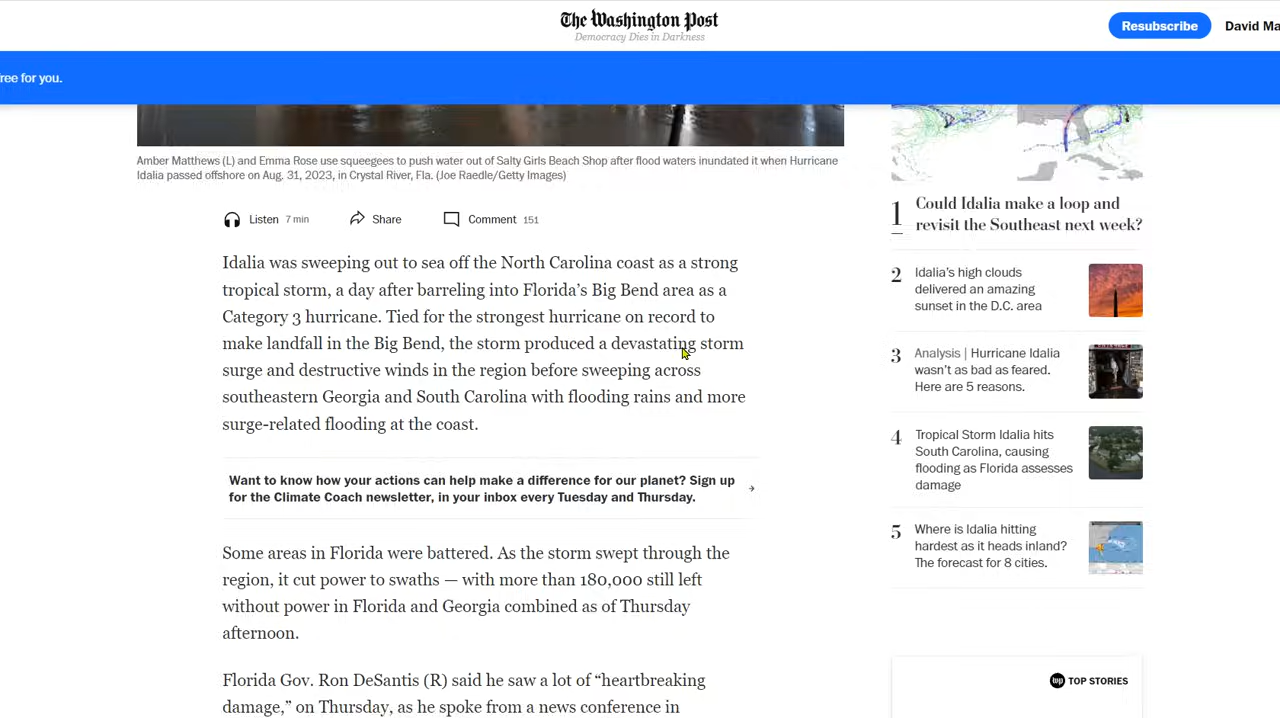 The Washington Post
Democracy Dies in Darkness
Resubscribe
David Ma
free for you.
Amber Matthews (L) and Emma Rose use squeegees to push water out of Salty Girls Beach Shop after flood waters inundated it when Hurricane
Idalia passed offshore on Aug. 31, 2023, in Crystal River, Fla. (Joe Raedle/Getty Images)
Listen 7 min
Share
Comment 151
Idalia was sweeping out to sea off the North Carolina coast as a strong
tropical storm, a day after barreling into Florida’s Big Bend area as a
Category 3 hurricane. Tied for the strongest hurricane on record to
make landfall in the Big Bend, the storm produced a devastating storm
surge and destructive winds in the region before sweeping across
southeastern Georgia and South Carolina with flooding rains and more
surge-related flooding at the coast.
Want to know how your actions can help make a difference for our planet? Sign up
for the Climate Coach newsletter, in your inbox every Tuesday and Thursday.
Some areas in Florida were battered. As the storm swept through the
region, it cut power to swaths — with more than 180,000 still left
without power in Florida and Georgia combined as of Thursday
afternoon.
Florida Gov. Ron DeSantis (R) said he saw a lot of “heartbreaking
damage,” on Thursday, as he spoke from a news conference in
1
Could Idalia make a loop and
revisit the Southeast next week?
2
Idalia’s high clouds
delivered an amazing
sunset in the D.C. area
3
Analysis | Hurricane Idalia
wasn’t as bad as feared.
Here are 5 reasons.
4
Tropical Storm Idalia hits
South Carolina, causing
flooding as Florida assesses
damage
5
Where is Idalia hitting
hardest as it heads inland?
The forecast for 8 cities.
wp TOP STORIES